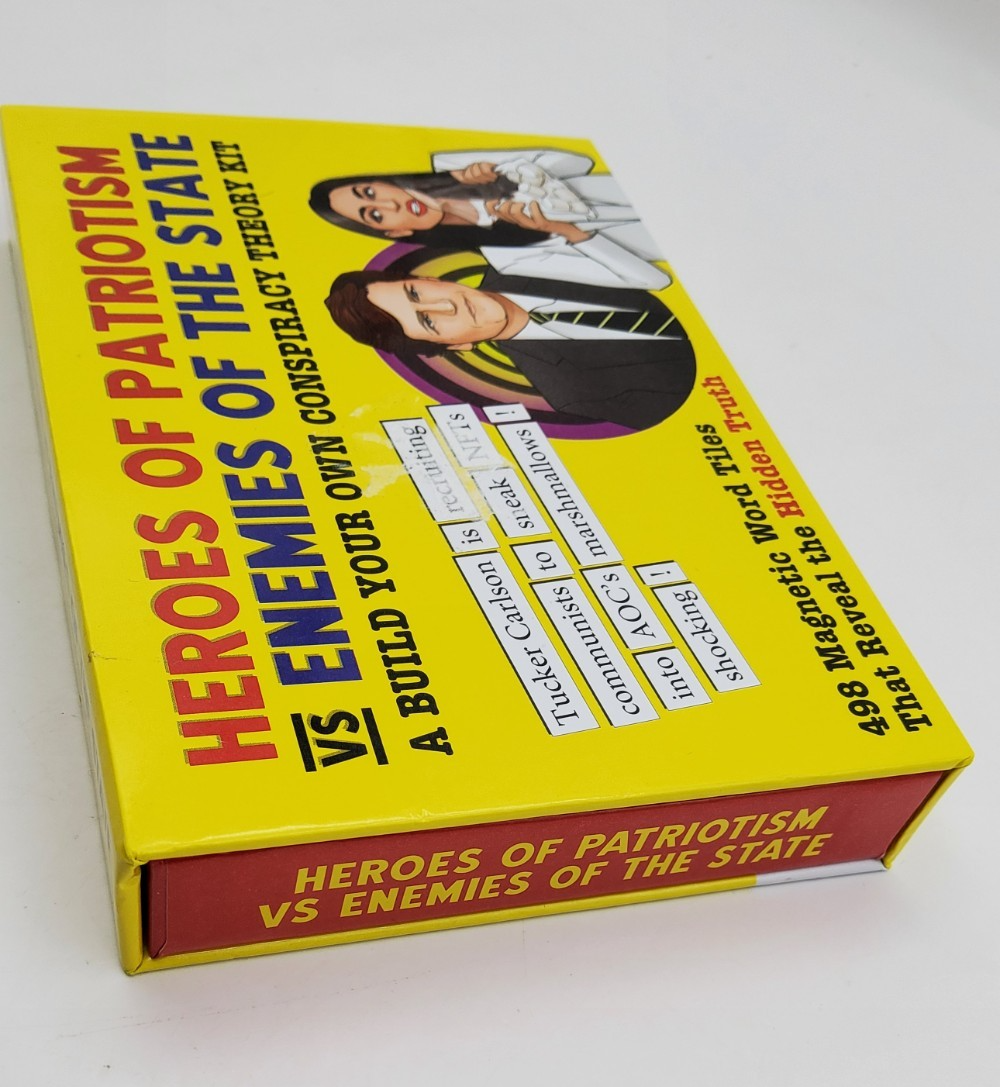 HEROES OF PATRIOTISM
VS ENEMIES OF THE STATE
A BUILD YOUR OWN CONSPIRACY THEORY KIT
Tucker Carlson is recruiting
communists to sneak NFTs
into AOC's marshmallows !
shocking !
498 Magnetic Word Tiles
That Reveal the Hidden Truth
HEROES OF PATRIOTISM
VS ENEMIES OF THE STATE